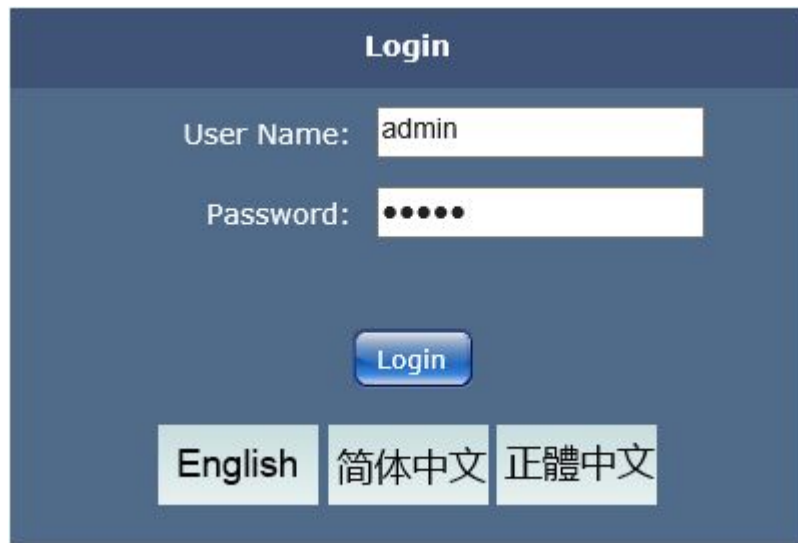 Login
User Name: admin
Password: •••••
Login
English 简体中文 正體中文